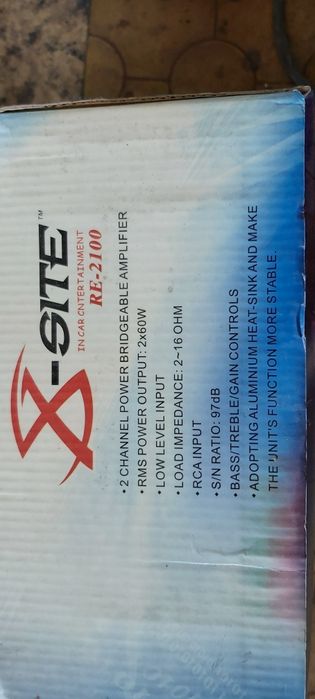 X-SITE™
IN CAR CNTERTAINMENT
RE-2100
• 2 CHANNEL POWER BRIDGEABLE AMPLIFIER
• RMS POWER OUTPUT: 2x60W
• LOW LEVEL INPUT
• LOAD IMPEDANCE: 2~16 OHM
• RCA INPUT
• S/N RATIO: 97dB
• BASS/TREBLE/GAIN CONTROLS
• ADOPTING ALUMINIUM HEAT-SINK AND MAKE
THE UNIT'S FUNCTION MORE STABLE.